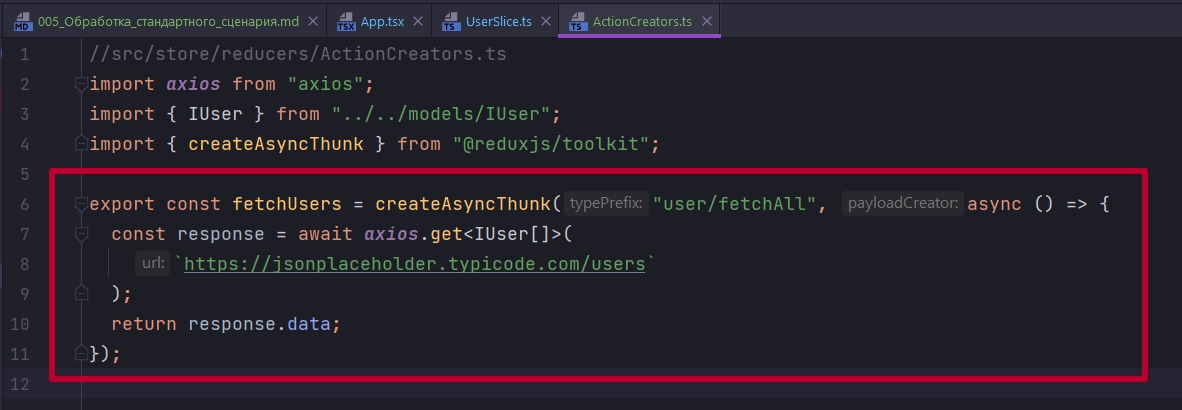 MD 005_Обработка_стандартного_сценария.md TSX App.tsx TS UserSlice.ts TS ActionCreators.ts
1 //src/store/reducers/ActionCreators.ts
2 import axios from "axios";
3 import { IUser } from "../../models/IUser";
4 import { createAsyncThunk } from "@reduxjs/toolkit";
5
6 export const fetchUsers = createAsyncThunk( typePrefix: "user/fetchAll", payloadCreator: async () => {
7 const response = await axios.get<IUser[]>(
8 url: `https://jsonplaceholder.typicode.com/users`
9 );
10 return response.data;
11 });
12